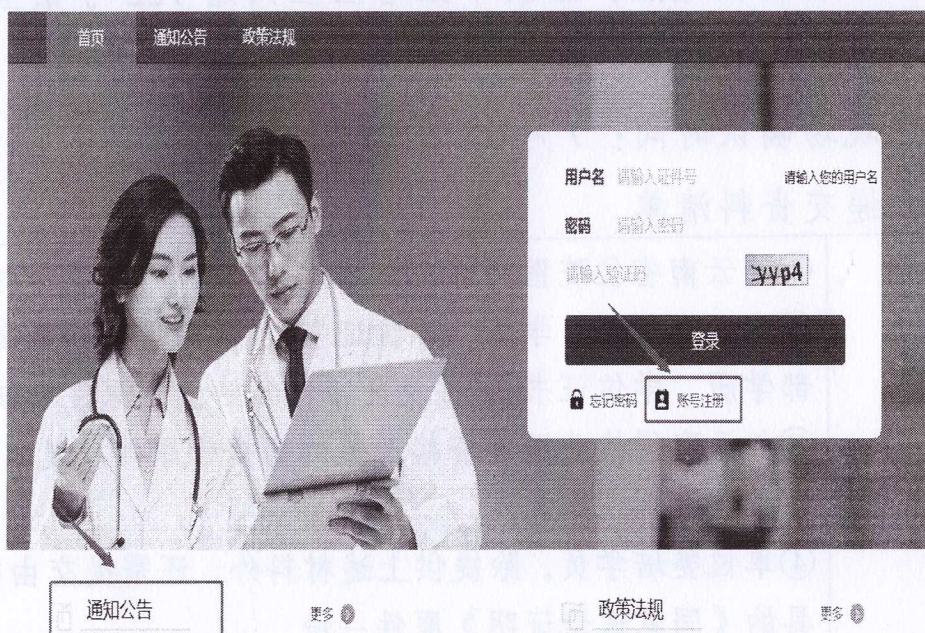 首页 通知公告 政策法规
用户名 请输入证件号 请输入您的用户名
密码 请输入密码
请输入验证码 yyp4
登录
忘记密码 账号注册
通知公告 更多 政策法规 更多